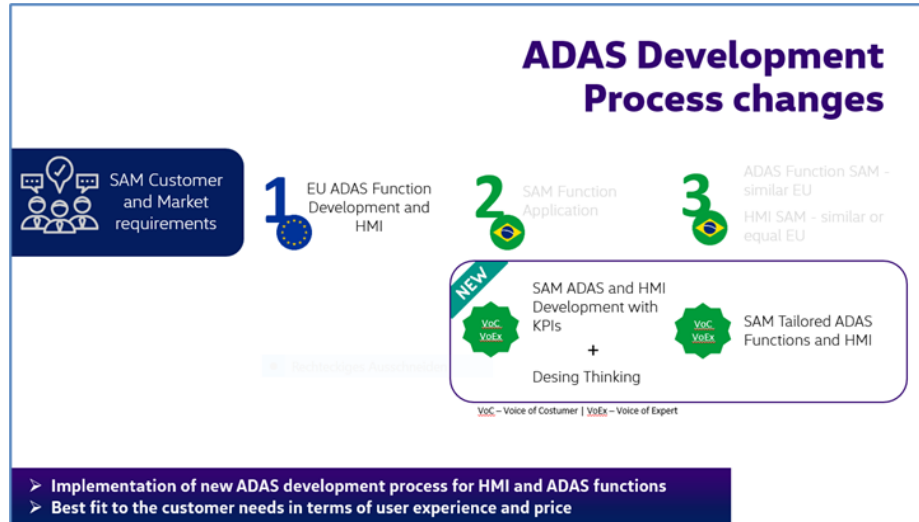 ADAS Development
Process changes
SAM Customer
and Market
requirements
1
EU ADAS Function
Development and
HMI
2
SAM Function
Application
3
ADAS Function SAM -
similar EU
HMI SAM - similar or
equal EU
NEW
VoC
VoEx
SAM ADAS and HMI
Development with
KPIs
+
Desing Thinking
VoC
VoEx
SAM Tailored ADAS
Functions and HMI
VoC – Voice of Costumer | VoEx – Voice of Expert
➢ Implementation of new ADAS development process for HMI and ADAS functions
➢ Best fit to the customer needs in terms of user experience and price